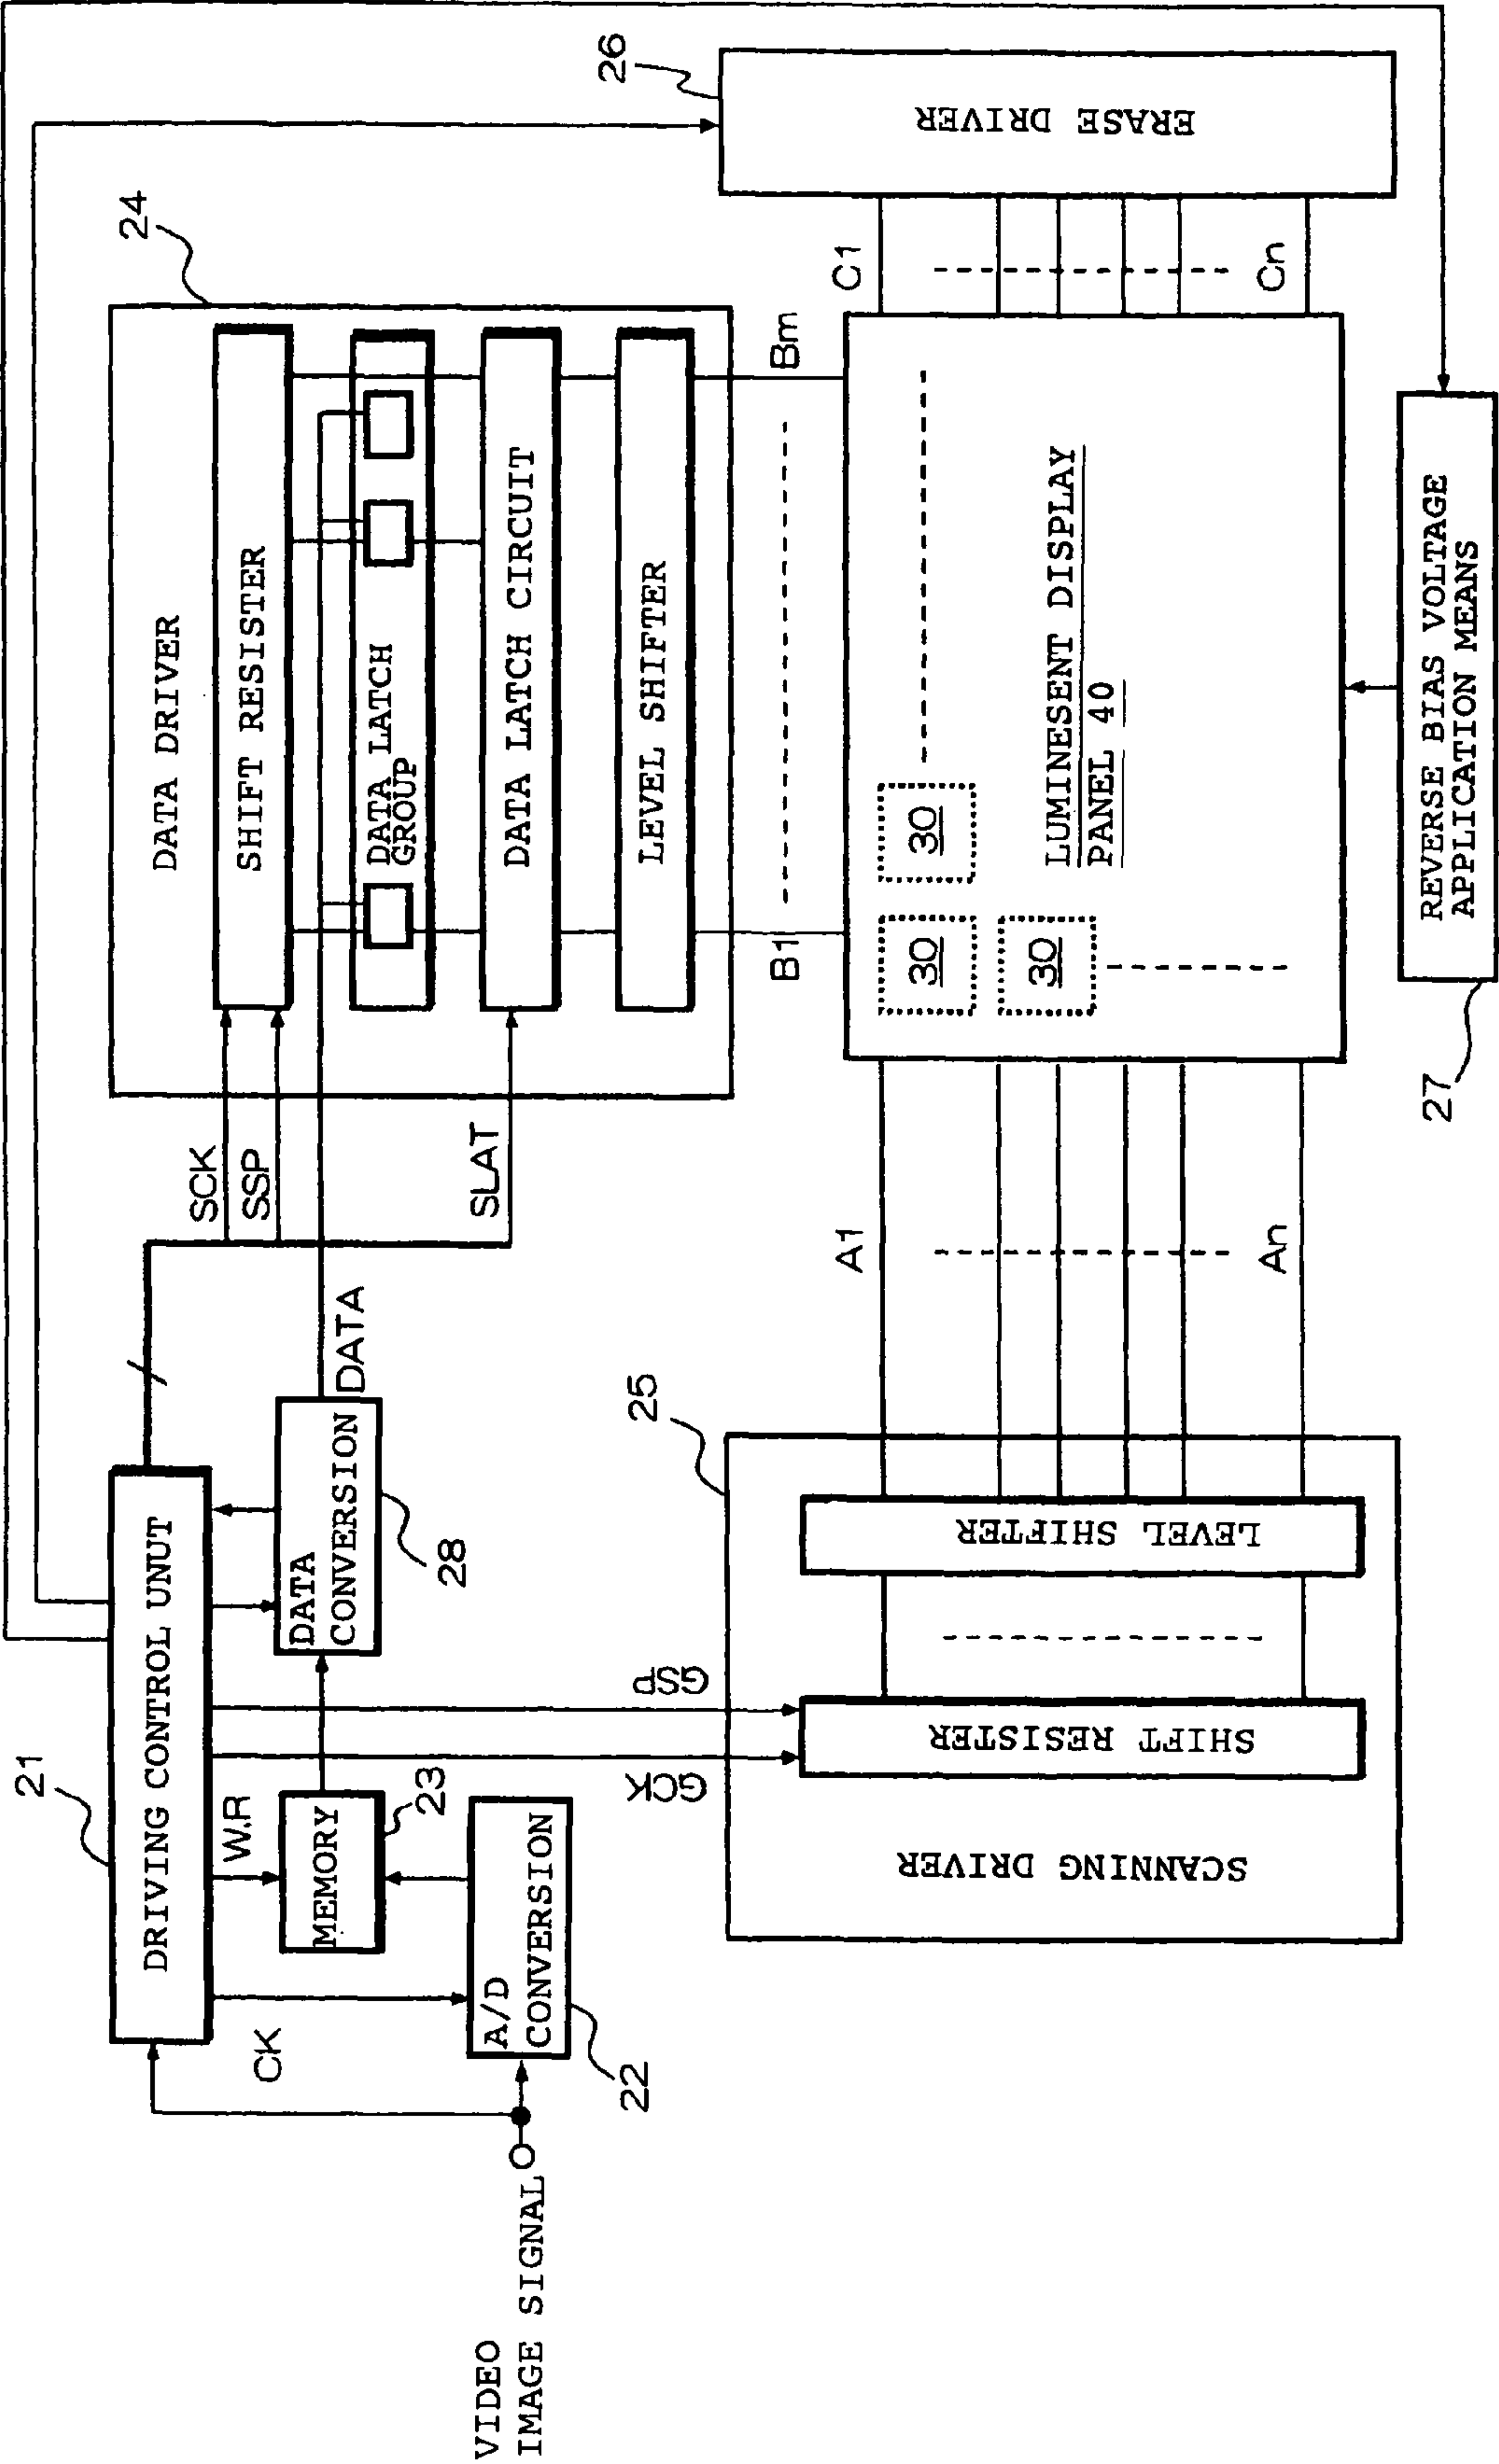 21
DRIVING CONTROL UNUT
CK
W.R
MEMORY
23
A/D
CONVERSION
22
VIDEO
IMAGE SIGNAL
DATA
CONVERSION
28
DATA
SCK
SSP
SLAT
24
DATA DRIVER
SHIFT RESISTER
DATA LATCH
GROUP
DATA LATCH CIRCUIT
LEVEL SHIFTER
GCK
GSP
25
SCANNING DRIVER
SHIFT RESISTER
LEVEL SHIFTER
A1
An
B1
Bm
30
30
30
LUMINESENT DISPLAY
PANEL 40
C1
Cn
26
ERASE DRIVER
27
REVERSE BIAS VOLTAGE
APPLICATION MEANS